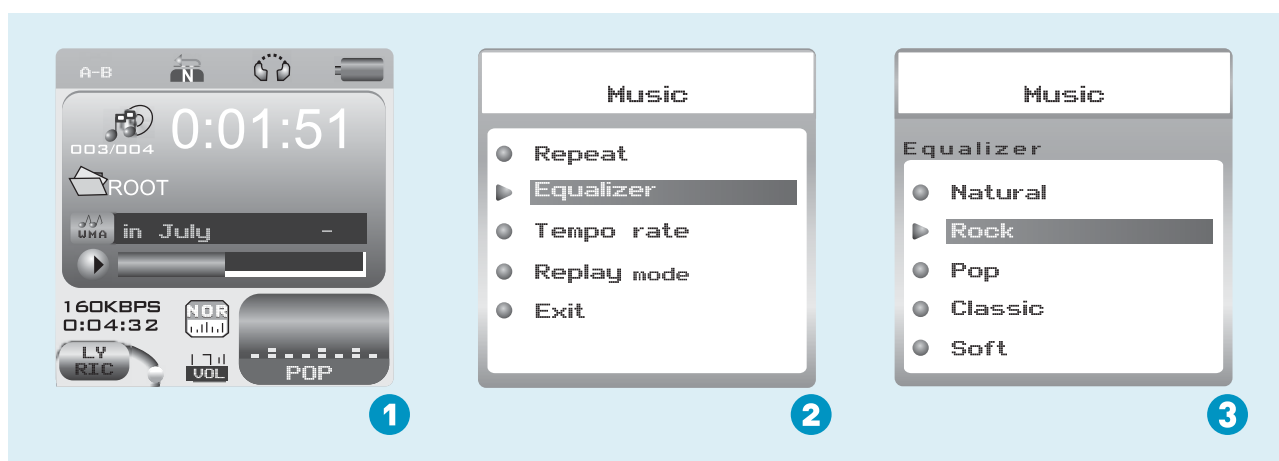 A-B
N
0:01:51
003/004
ROOT
WMA in July -
160KBPS
0:04:32
NOR
LY
RIC
VOL
POP
1
Music
Repeat
Equalizer
Tempo rate
Replay mode
Exit
2
Music
Equalizer
Natural
Rock
Pop
Classic
Soft
3